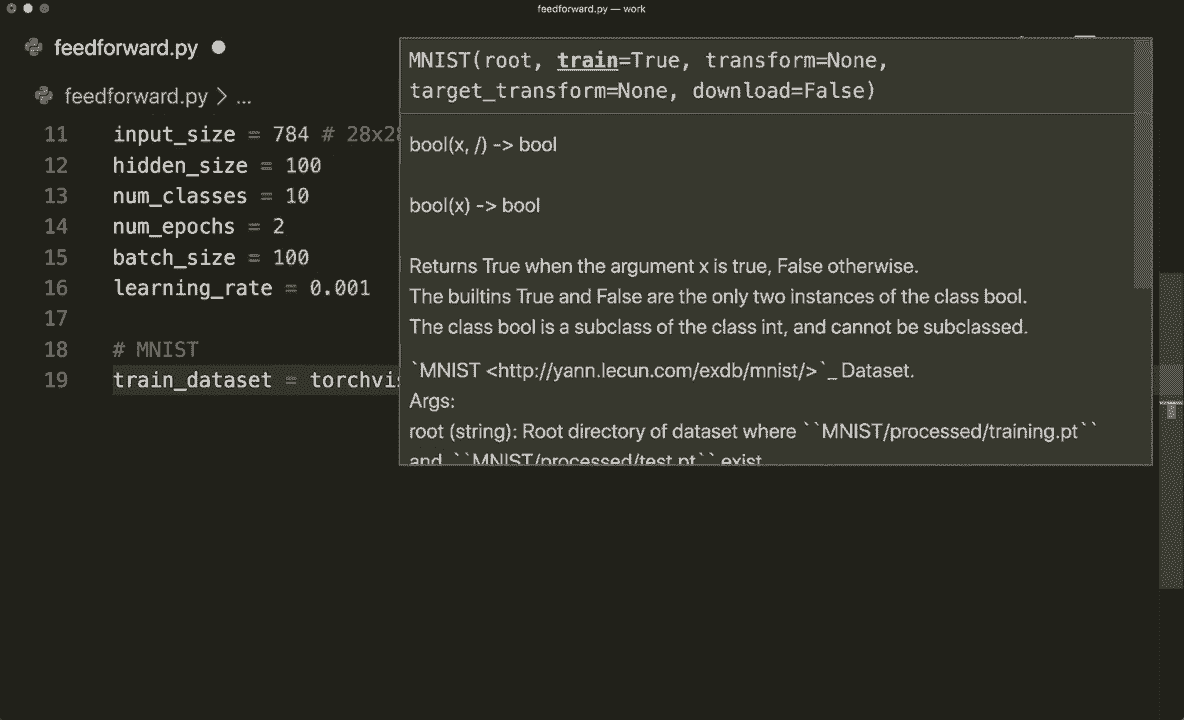 feedforward.py — work
feedforward.py
feedforward.py > ...
11 input_size = 784 # 28x28
12 hidden_size = 100
13 num_classes = 10
14 num_epochs = 2
15 batch_size = 100
16 learning_rate = 0.001
17
18 # MNIST
19 train_dataset = torchvis
MNIST(root, train=True, transform=None,
target_transform=None, download=False)
bool(x, /) -> bool
bool(x) -> bool
Returns True when the argument x is true, False otherwise.
The builtins True and False are the only two instances of the class bool.
The class bool is a subclass of the class int, and cannot be subclassed.
`MNIST <http://yann.lecun.com/exdb/mnist/>`_ Dataset.
Args:
root (string): Root directory of dataset where ``MNIST/processed/training.pt``
and ``MNIST/processed/test.pt`` exist